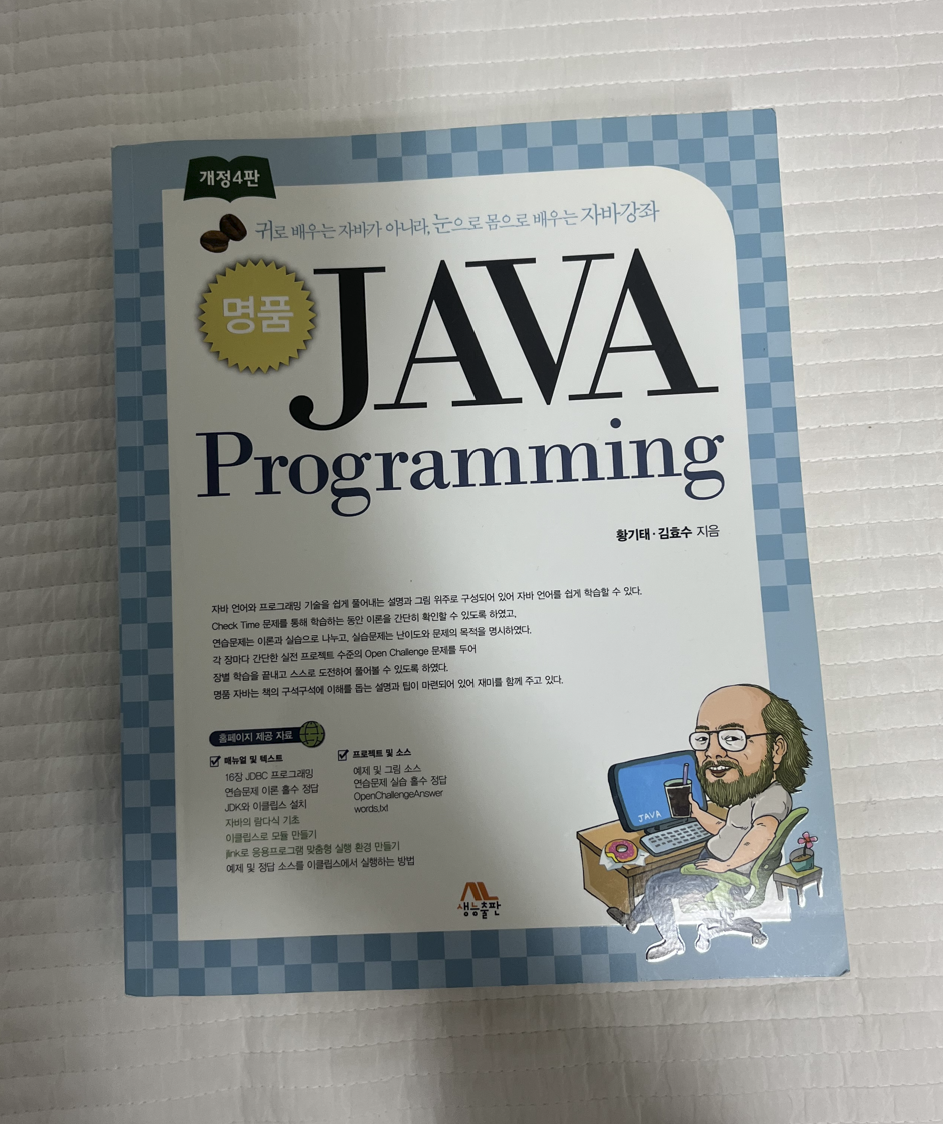 개정4판
귀로 배우는 자바가 아니라, 눈으로 몸으로 배우는 자바강좌
명품
JAVA
Programming
황기태 · 김효수 지음
자바 언어와 프로그래밍 기술을 쉽게 풀어내는 설명과 그림 위주로 구성되어 있어 자바 언어를 쉽게 학습할 수 있다.
Check Time 문제를 통해 학습하는 동안 이론을 간단히 확인할 수 있도록 하였고,
연습문제는 이론과 실습으로 나누고, 실습문제는 난이도와 문제의 목적을 명시하였다.
각 장마다 간단한 실전 프로젝트 수준의 Open Challenge 문제를 두어
장별 학습을 끝내고 스스로 도전하여 풀어볼 수 있도록 하였다.
명품 자바는 책의 구석구석에 이해를 돕는 설명과 팁이 마련되어 있어 재미를 함께 주고 있다.
홈페이지 제공 자료
매뉴얼 및 텍스트
16장 JDBC 프로그래밍
연습문제 이론 홀수 정답
JDK와 이클립스 설치
자바의 람다식 기초
이클립스로 모듈 만들기
jlink로 응용프로그램 맞춤형 실행 환경 만들기
예제 및 정답 소스를 이클립스에서 실행하는 방법
프로젝트 및 소스
예제 및 그림 소스
연습문제 실습 홀수 정답
OpenChallengeAnswer
words.txt
JAVA
생능출판